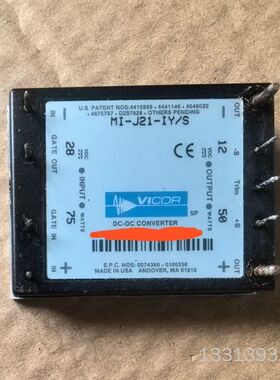 U.S. PATENT NOS: 4415959 - 4441146 - 4648020
- 4675797 - D297928 - OTHERS PENDING
MI-J21-IY/S
IN
GATE OUT
GATE IN
+
IN
28 VDC
INPUT
75 WATTS
12 VDC
OUTPUT
50 WATTS
CE
VICOR
SP
DC-DC CONVERTER
E.P.C. NOS: 0074399 - 0100356
MADE IN USA ANDOVER, MA 01810
-OUT
-S
Trim
+S
+
OUT
1331393